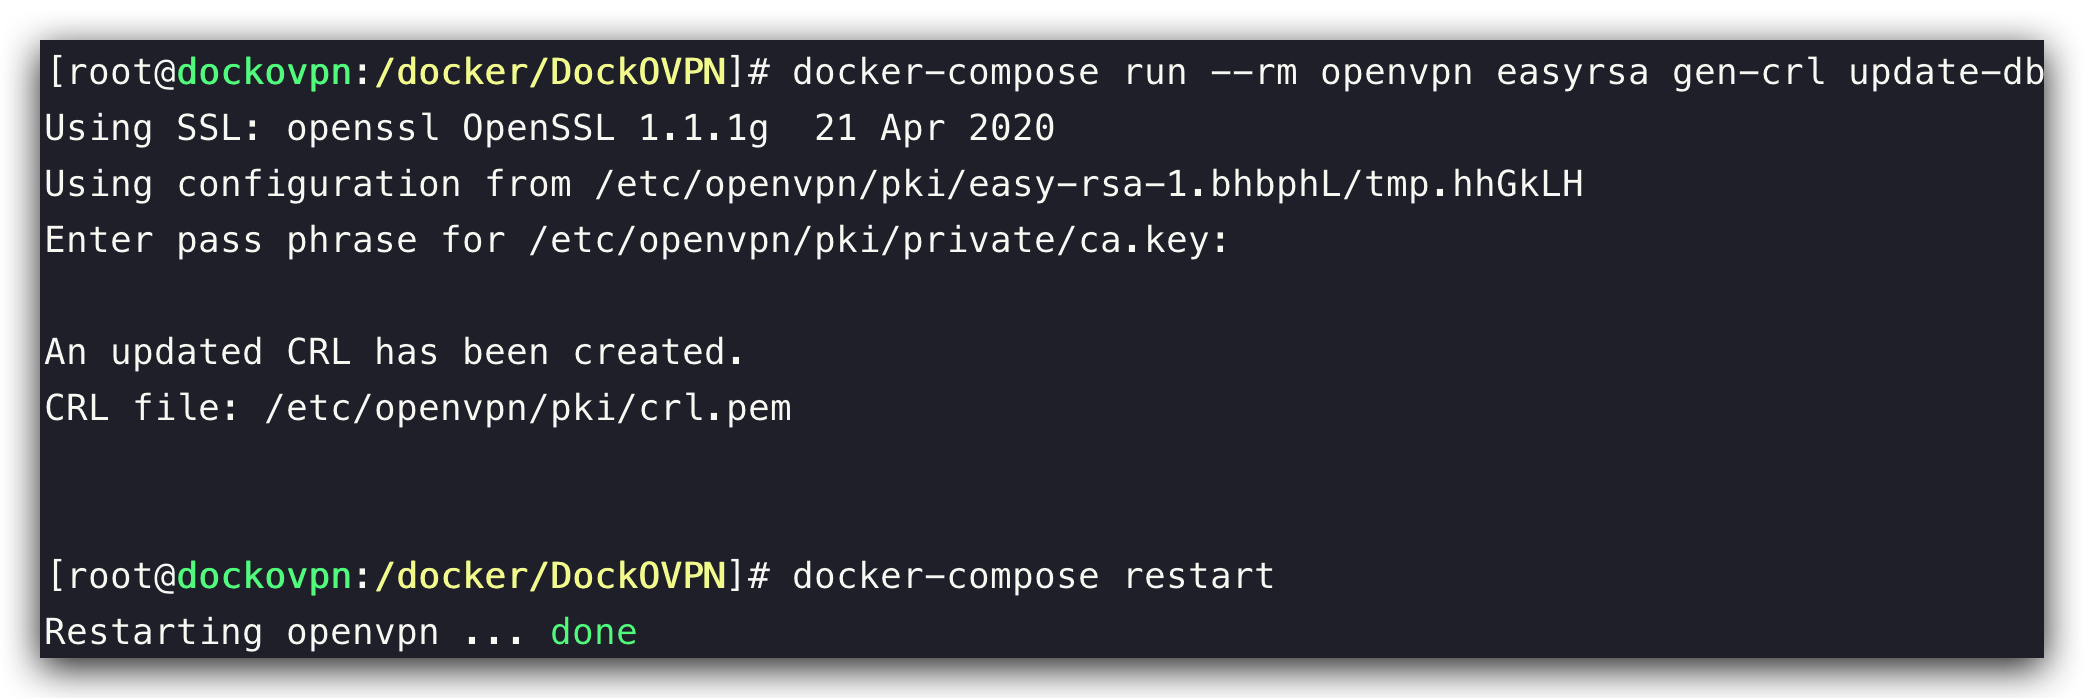 [root@dockovpn:/docker/DockOVPN]# docker-compose run --rm openvpn easyrsa gen-crl update-db
Using SSL: openssl OpenSSL 1.1.1g  21 Apr 2020
Using configuration from /etc/openvpn/pki/easy-rsa-1.bhbphL/tmp.hhGkLH
Enter pass phrase for /etc/openvpn/pki/private/ca.key:
An updated CRL has been created.
CRL file: /etc/openvpn/pki/crl.pem
[root@dockovpn:/docker/DockOVPN]# docker-compose restart
Restarting openvpn ... done